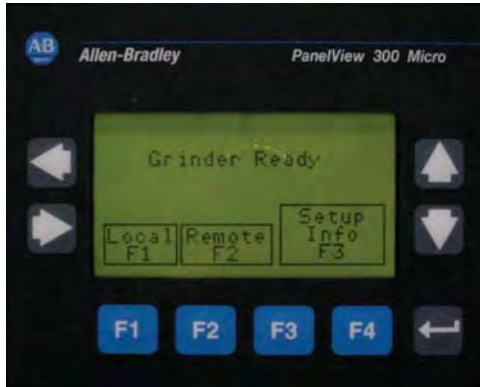 AB
Allen-Bradley
PanelView 300 Micro
Grinder Ready
Local
F1
Remote
F2
Setup
Info
F3
F1
F2
F3
F4